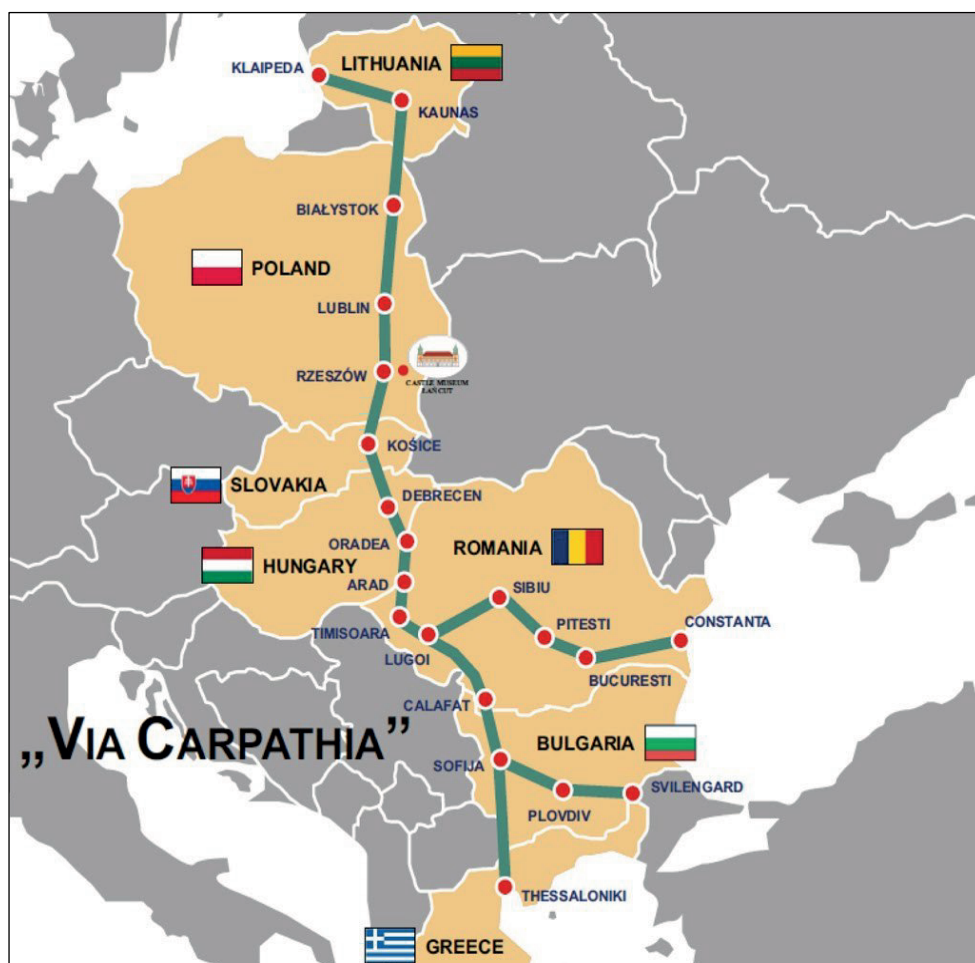 KLAIPEDA
LITHUANIA
KAUNAS
BIAŁYSTOK
POLAND
LUBLIN
RZESZÓW
CASTLE MUSEUM
ŁAŃCUT
KOŚICE
SLOVAKIA
DEBRECEN
ORADEA
ROMANIA
HUNGARY
ARAD
SIBIU
TIMISOARA
PITESTI
CONSTANTA
LUGOI
BUCURESTI
CALAFAT
„VIA CARPATHIA”
BULGARIA
SOFIJA
SVILENGARD
PLOVDIV
THESSALONIKI
GREECE